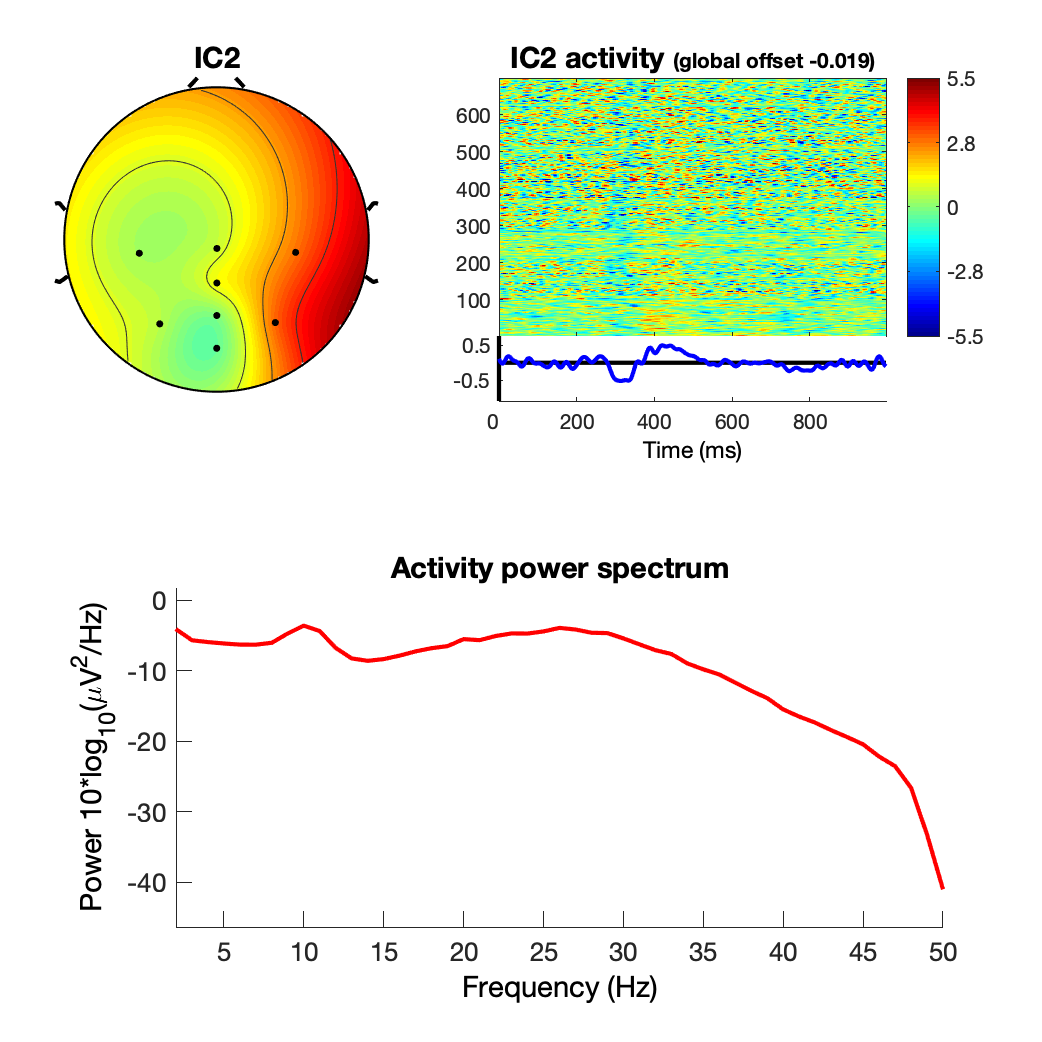 IC2
IC2 activity (global offset -0.019)
600
500
400
300
200
100
5.5
2.8
0
-2.8
-5.5
0.5
-0.5
0 200 400 600 800
Time (ms)
Activity power spectrum
Power 10*log10(μV2/Hz)
0
-10
-20
-30
-40
5 10 15 20 25 30 35 40 45 50
Frequency (Hz)